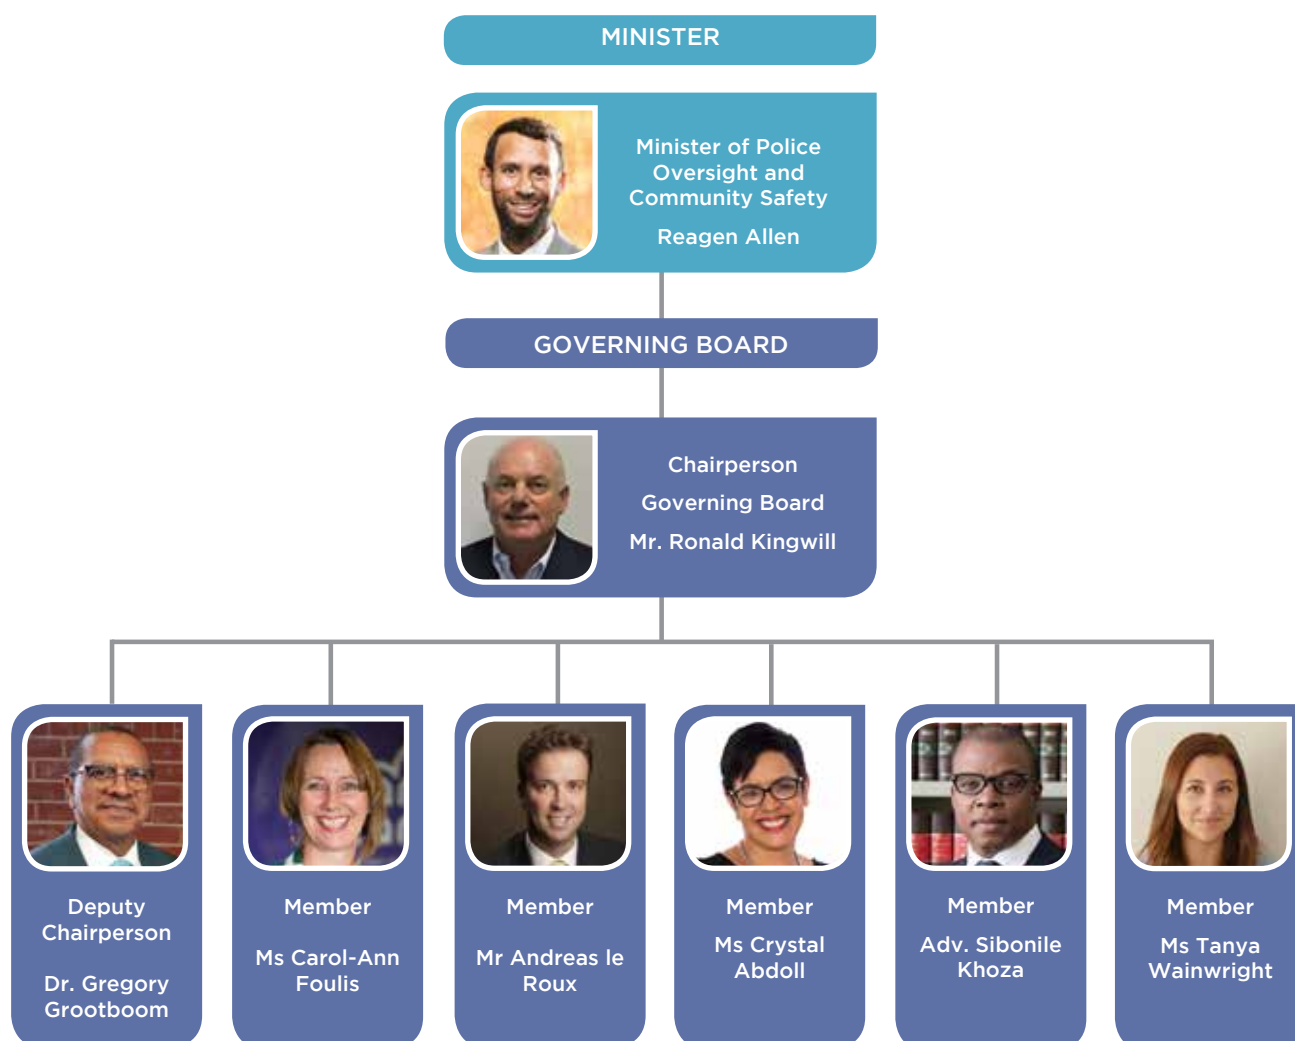 MINISTER
Minister of Police
Oversight and
Community Safety
Reagen Allen
GOVERNING BOARD
Chairperson
Governing Board
Mr. Ronald Kingwill
Deputy
Chairperson
Dr. Gregory
Grootboom
Member
Ms Carol-Ann
Foulis
Member
Mr Andreas le
Roux
Member
Ms Crystal
Abdoll
Member
Adv. Sibonile
Khoza
Member
Ms Tanya
Wainwright